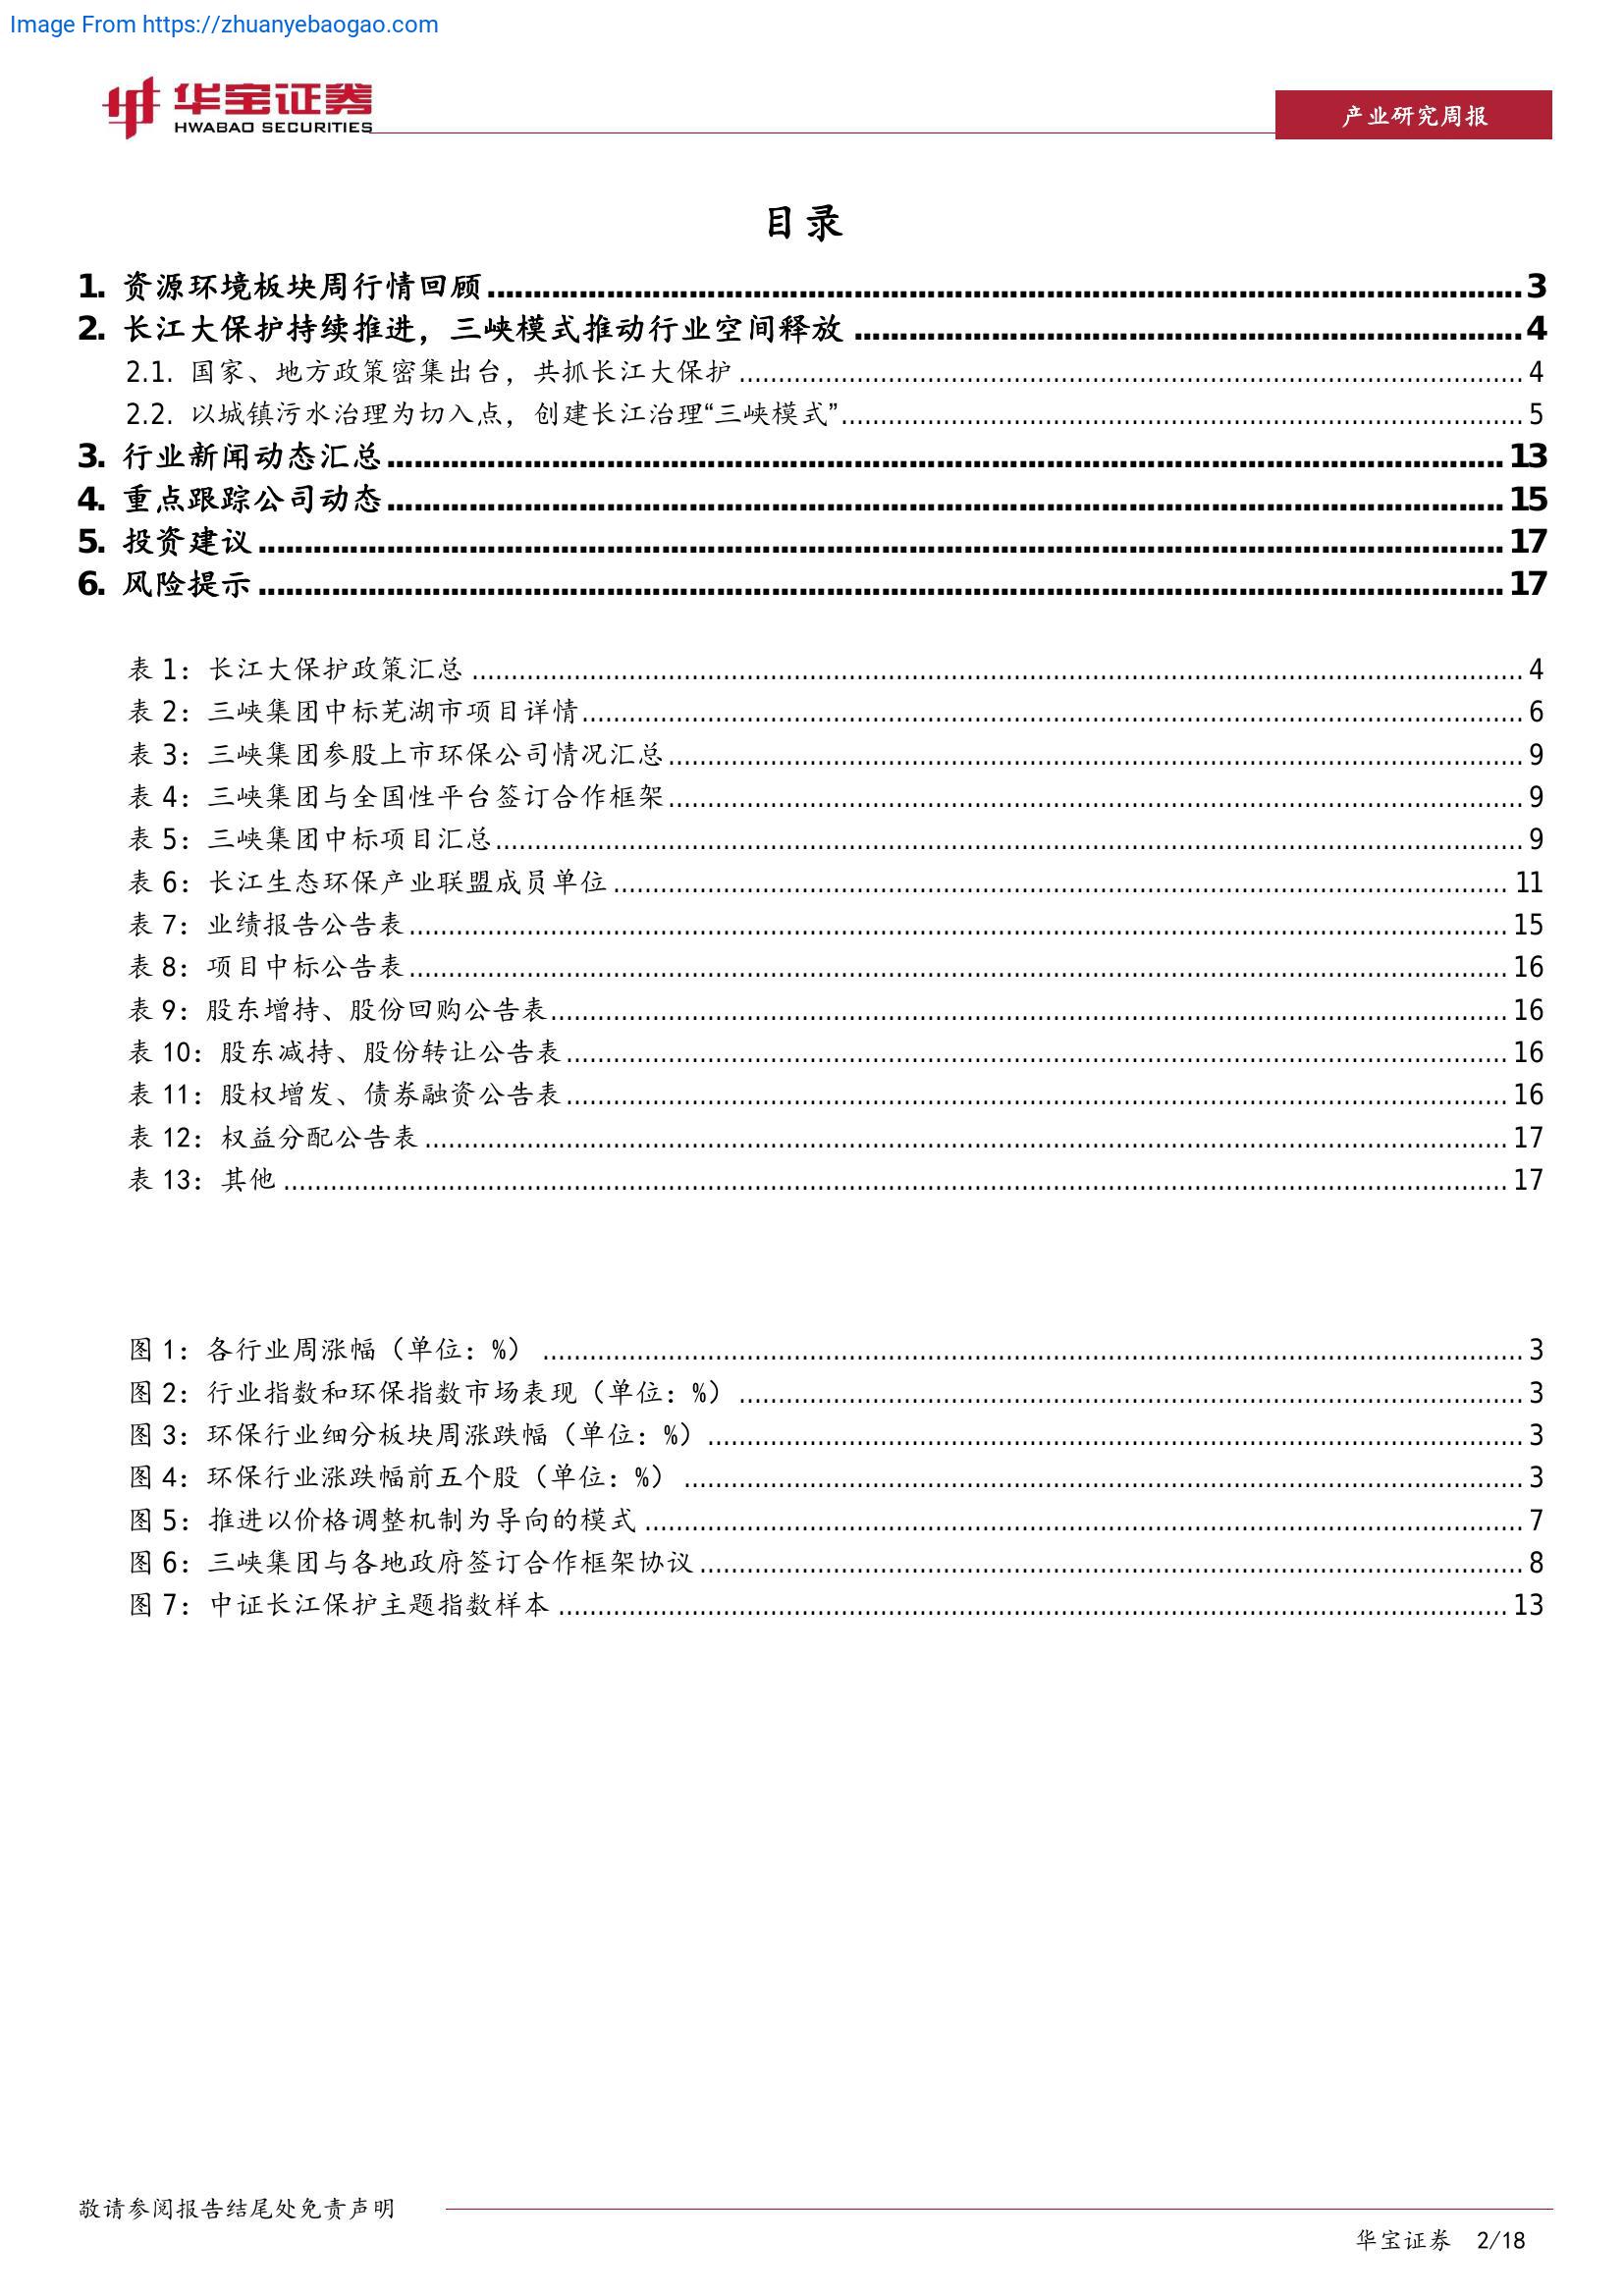 Image From https://zhuanyebaogao.com
华宝证券
HWABAO SECURITIES
产业研究周报
目录
1. 资源环境板块周行情回顾 3
2. 长江大保护持续推进，三峡模式推动行业空间释放 4
2.1. 国家、地方政策密集出台，共抓长江大保护 4
2.2. 以城镇污水治理为切入点，创建长江治理“三峡模式” 5
3. 行业新闻动态汇总 13
4. 重点跟踪公司动态 15
5. 投资建议 17
6. 风险提示 17
表 1：长江大保护政策汇总 4
表 2：三峡集团中标芜湖市项目详情 6
表 3：三峡集团参股上市环保公司情况汇总 9
表 4：三峡集团与全国性平台签订合作框架 9
表 5：三峡集团中标项目汇总 9
表 6：长江生态环保产业联盟成员单位 11
表 7：业绩报告公告表 15
表 8：项目中标公告表 16
表 9：股东增持、股份回购公告表 16
表 10：股东减持、股份转让公告表 16
表 11：股权增发、债券融资公告表 16
表 12：权益分配公告表 17
表 13：其他 17
图 1：各行业周涨幅（单位：%） 3
图 2：行业指数和环保指数市场表现（单位：%） 3
图 3：环保行业细分板块周涨跌幅（单位：%） 3
图 4：环保行业涨跌幅前五个股（单位：%） 3
图 5：推进以价格调整机制为导向的模式 7
图 6：三峡集团与各地政府签订合作框架协议 8
图 7：中证长江保护主题指数样本 13
敬请参阅报告结尾处免责声明
华宝证券 2/18